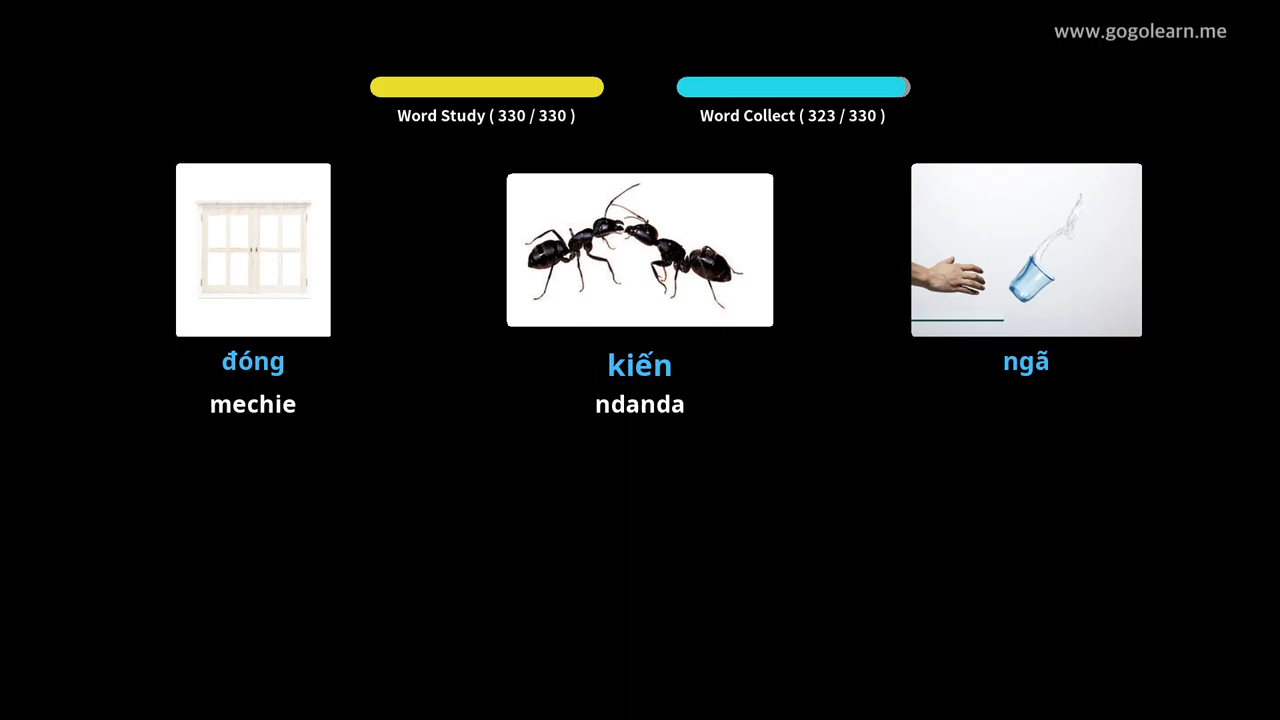 www.gogolearn.me
Word Study ( 330 / 330 )
Word Collect ( 323 / 330 )
đóng
kiến
ngã
mechie
ndanda